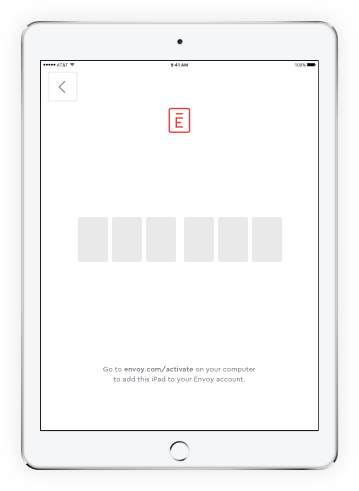 AT&T 9:41 AM 100%
E
Go to envoy.com/activate on your computer
to add this iPad to your Envoy account.